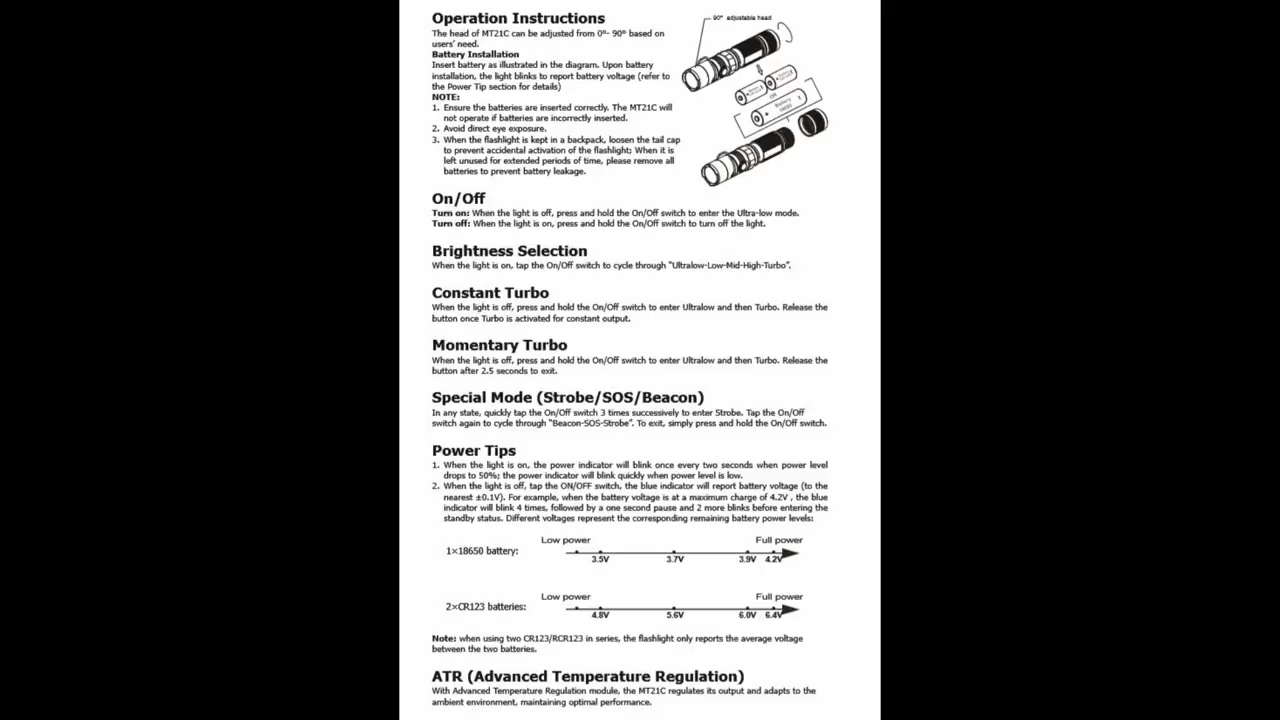 Operation Instructions
The head of MT21C can be adjusted from 0°- 90° based on
users' need.
Battery Installation
Insert battery as illustrated in the diagram. Upon battery
installation, the light blinks to report battery voltage (refer to
the Power Tip section for details)
NOTE:
1. Ensure the batteries are inserted correctly. The MT21C will
not operate if batteries are incorrectly inserted.
2. Avoid direct eye exposure.
3. When the flashlight is kept in a backpack, loosen the tail cap
to prevent accidental activation of the flashlight; When it is
left unused for extended periods of time, please remove all
batteries to prevent battery leakage.
90° adjustable head
OR
Battery
18650
On/Off
Turn on: When the light is off, press and hold the On/Off switch to enter the Ultra-low mode.
Turn off: When the light is on, press and hold the On/Off switch to turn off the light.
Brightness Selection
When the light is on, tap the On/Off switch to cycle through "Ultralow-Low-Mid-High-Turbo".
Constant Turbo
When the light is off, press and hold the On/Off switch to enter Ultralow and then Turbo. Release the
button once Turbo is activated for constant output.
Momentary Turbo
When the light is off, press and hold the On/Off switch to enter Ultralow and then Turbo. Release the
button after 2.5 seconds to exit.
Special Mode (Strobe/SOS/Beacon)
In any state, quickly tap the On/Off switch 3 times successively to enter Strobe. Tap the On/Off
switch again to cycle through "Beacon-SOS-Strobe". To exit, simply press and hold the On/Off switch.
Power Tips
1. When the light is on, the power indicator will blink once every two seconds when power level
drops to 50%; the power indicator will blink quickly when power level is low.
2. When the light is off, tap the ON/OFF switch, the blue indicator will report battery voltage (to the
nearest ±0.1V). For example, when the battery voltage is at a maximum charge of 4.2V , the blue
indicator will blink 4 times, followed by a one second pause and 2 more blinks before entering the
standby status. Different voltages represent the corresponding remaining battery power levels:
Low power Full power
1×18650 battery:
3.5V 3.7V 3.9V 4.2V
Low power Full power
2×CR123 batteries:
4.8V 5.6V 6.0V 6.4V
Note: when using two CR123/RCR123 in series, the flashlight only reports the average voltage
between the two batteries.
ATR (Advanced Temperature Regulation)
With Advanced Temperature Regulation module, the MT21C regulates its output and adapts to the
ambient environment, maintaining optimal performance.